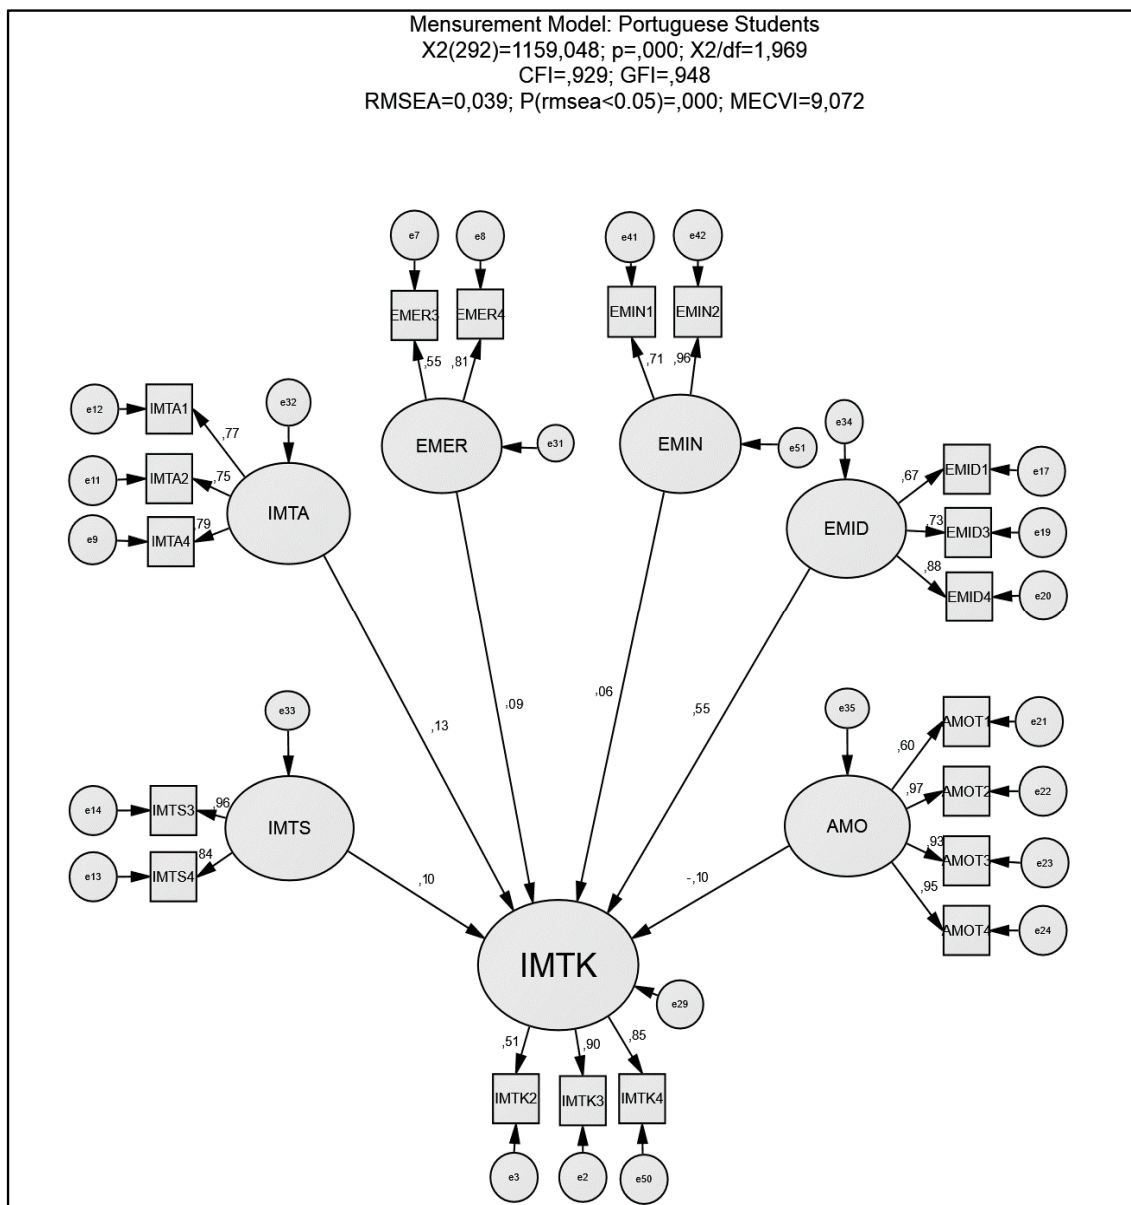 Mensurement Model: Portuguese Students
X2(292)=1159,048; p=,000; X2/df=1,969
CFI=,929; GFI=,948
RMSEA=0,039; P(rmsea<0.05)=,000; MECVI=9,072
e7
e8
e41
e42
EMER3
EMER4
EMIN1
EMIN2
,55
,81
,71
,96
e12
IMTA1
e32
EMER
e31
EMIN
e51
e34
,77
e11
IMTA2
,75
IMTA
EMID1
e17
,67
e9
IMTA4
,79
EMID
,73
EMID3
e19
,88
EMID4
e20
,13
,09
,06
,55
e33
e35
AMOT1
e21
,60
e14
IMTS3
,96
IMTS
AMO
,97
AMOT2
e22
e13
IMTS4
84
,93
AMOT3
e23
,10
-,10
,95
AMOT4
e24
IMTK
e29
,51
,90
,85
IMTK2
IMTK3
IMTK4
e3
e2
e50